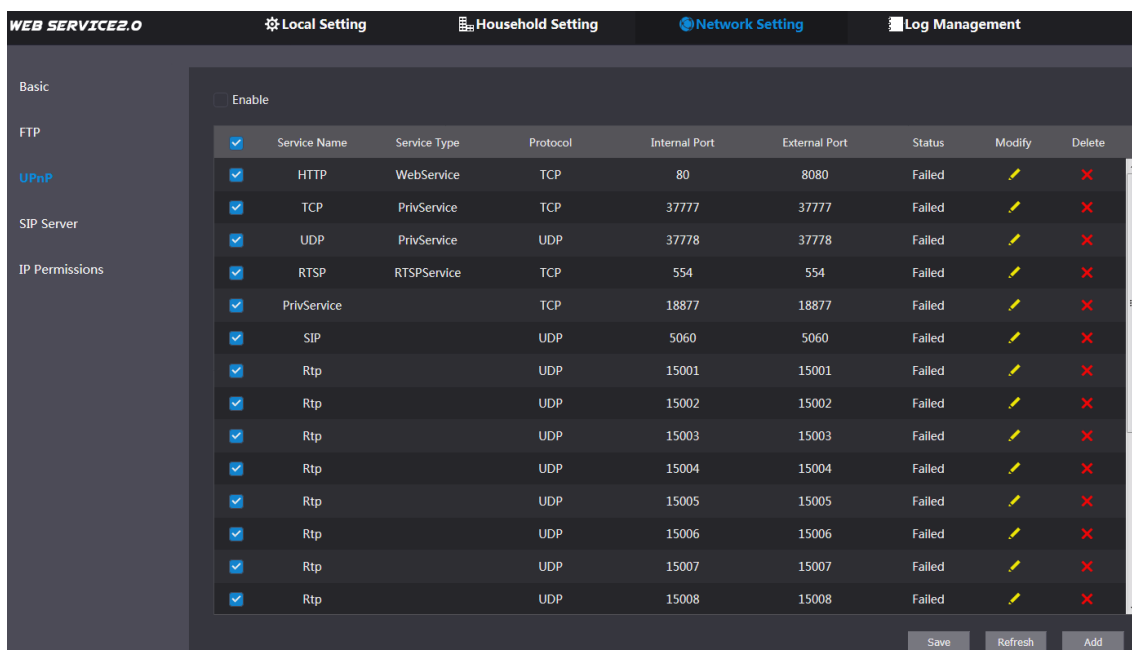 WEB SERVICE2.0 Local Setting Household Setting Network Setting Log Management
Basic
Enable
FTP
Service Name Service Type Protocol Internal Port External Port Status Modify Delete
HTTP WebService TCP 80 8080 Failed
UPnP
TCP PrivService TCP 37777 37777 Failed
SIP Server
UDP PrivService UDP 37778 37778 Failed
IP Permissions
RTSP RTSPService TCP 554 554 Failed
PrivService TCP 18877 18877 Failed
SIP UDP 5060 5060 Failed
Rtp UDP 15001 15001 Failed
Rtp UDP 15002 15002 Failed
Rtp UDP 15003 15003 Failed
Rtp UDP 15004 15004 Failed
Rtp UDP 15005 15005 Failed
Rtp UDP 15006 15006 Failed
Rtp UDP 15007 15007 Failed
Rtp UDP 15008 15008 Failed
Save Refresh Add